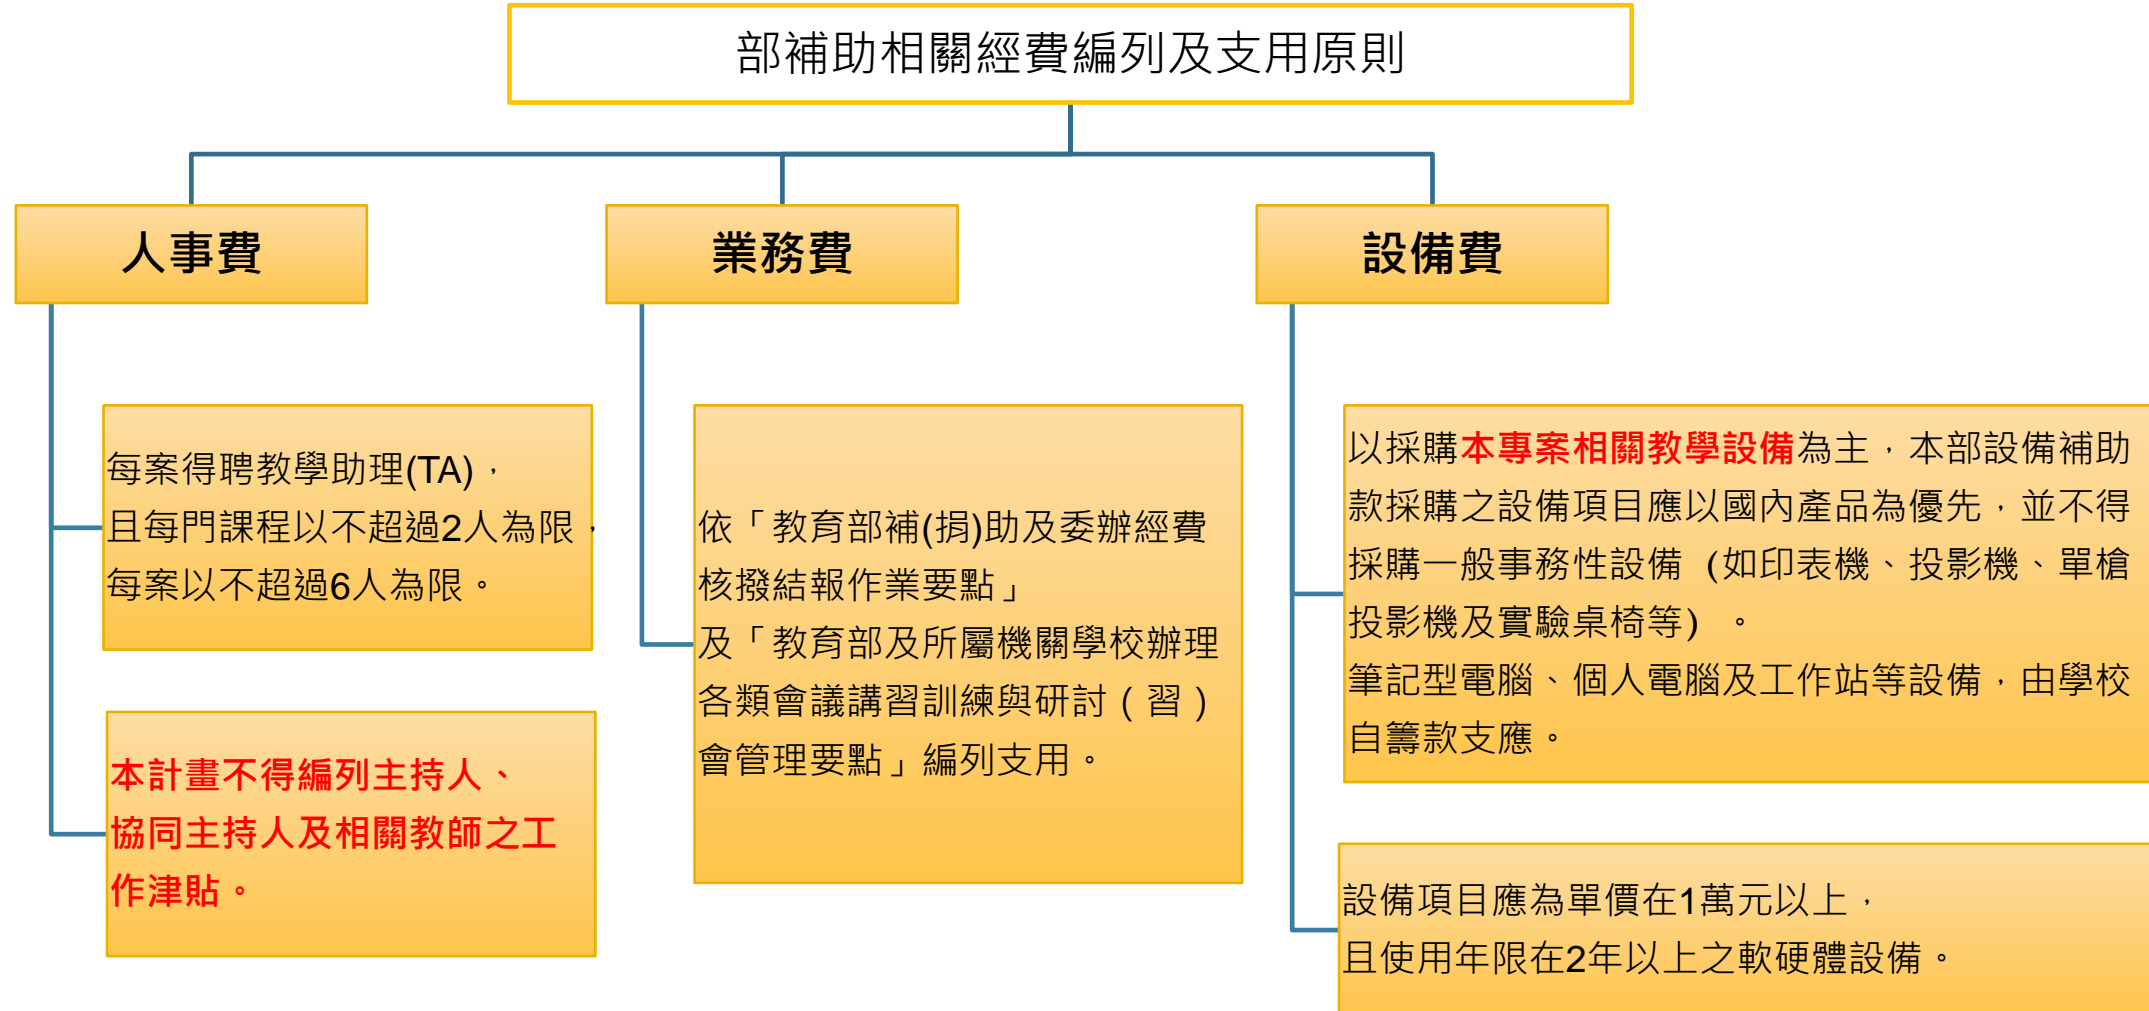 部補助相關經費編列及支用原則
人事費
每案得聘教學助理(TA)，
且每門課程以不超過2人為限，
每案以不超過6人為限。
本計畫不得編列主持人、
協同主持人及相關教師之工
作津貼。
業務費
依「教育部補(捐)助及委辦經費
核撥結報作業要點」
及「教育部及所屬機關學校辦理
各類會議講習訓練與研討（習）
會管理要點」編列支用。
設備費
以採購本專案相關教學設備為主，本部設備補助
款採購之設備項目應以國內產品為優先，並不得
採購一般事務性設備（如印表機、投影機、單槍
投影機及實驗桌椅等）。
筆記型電腦、個人電腦及工作站等設備，由學校
自籌款支應。
設備項目應為單價在1萬元以上，
且使用年限在2年以上之軟硬體設備。